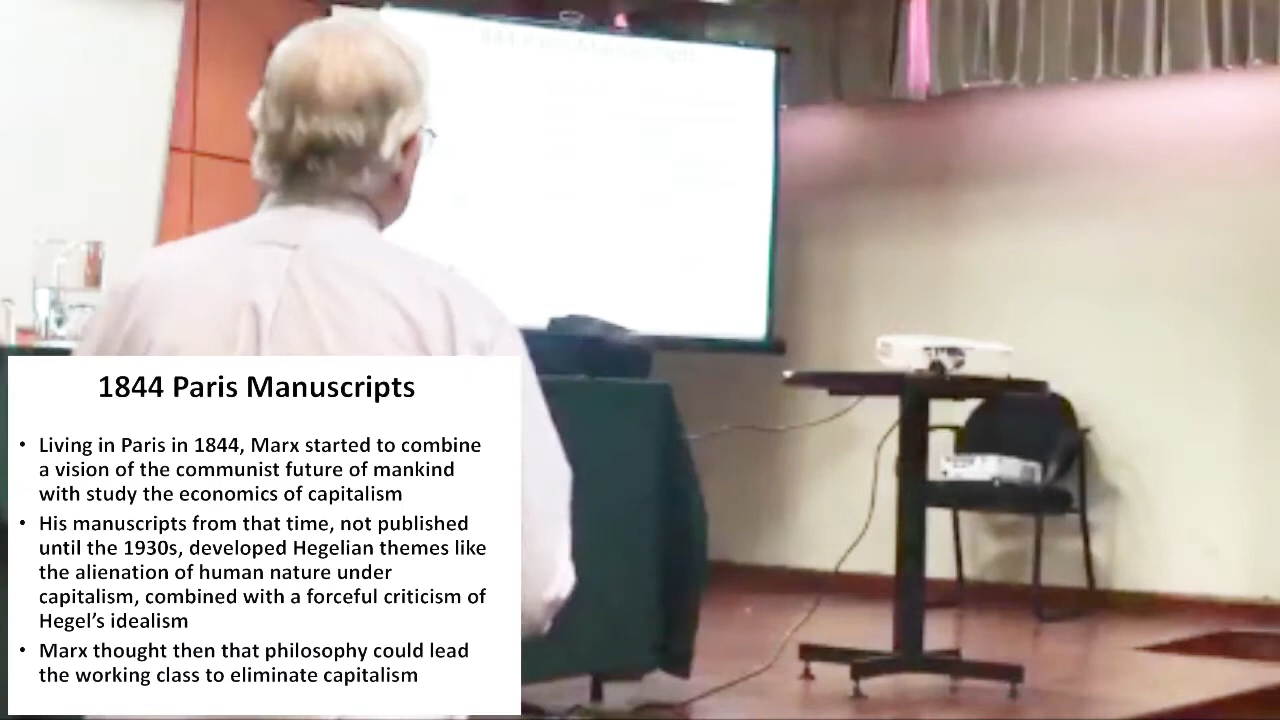 1844 Paris Manuscripts
1844 Paris Manuscripts
• Living in Paris in 1844, Marx started to combine
a vision of the communist future of mankind
with study the economics of capitalism
• His manuscripts from that time, not published
until the 1930s, developed Hegelian themes like
the alienation of human nature under
capitalism, combined with a forceful criticism of
Hegel’s idealism
• Marx thought then that philosophy could lead
the working class to eliminate capitalism